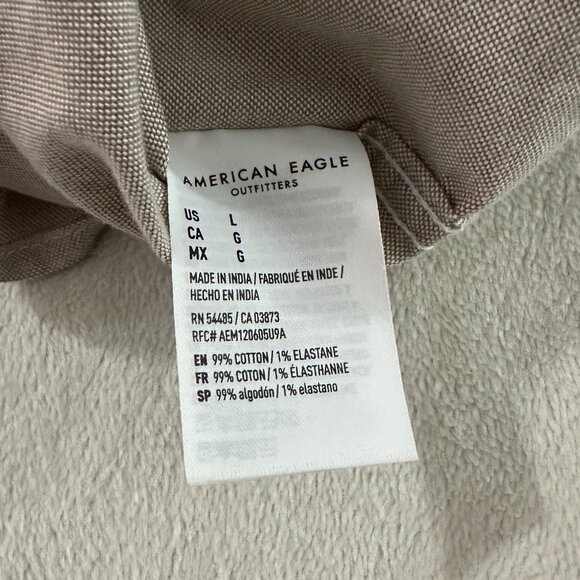 AMERICAN EAGLE
OUTFITTERS
US L
CA G
MX G
MADE IN INDIA / FABRIQUÉ EN INDE /
HECHO EN INDIA
RN 54485 / CA 03873
RFC# AEM120605U9A
EN 99% COTTON / 1% ELASTANE
FR 99% COTON / 1% ÉLASTHANNE
SP 99% algodón / 1% elastano